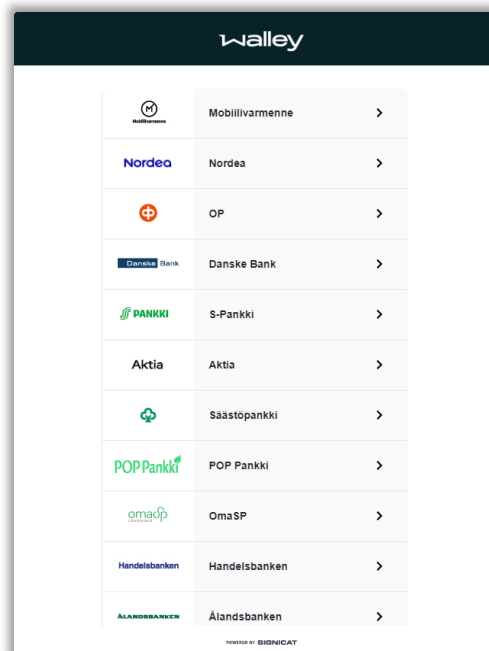 walley
Mobiilivarmenne Mobiilivarmenne
Nordea Nordea
OP
Danske Bank Danske Bank
PANKKI S-Pankki
Aktia Aktia
Säästöpankki
POP Pankki POP Pankki
omasp OmaSP
Handelsbanken Handelsbanken
ÅLANDSBANKEN Ålandsbanken
POWERED BY SIGNICAT